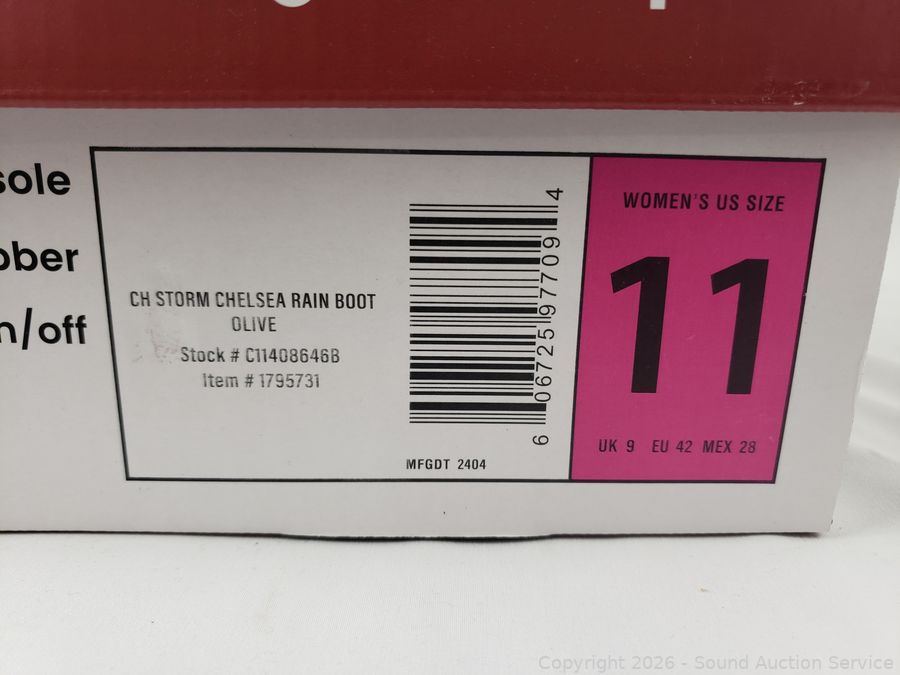 sole
bber
n/off
CH STORM CHELSEA RAIN BOOT
OLIVE
Stock # C11408646B
Item # 1795731
6 06725 97709 4
MFGDT 2404
WOMEN'S US SIZE
11
UK 9 EU 42 MEX 28
Copyright 2026 - Sound Auction Service